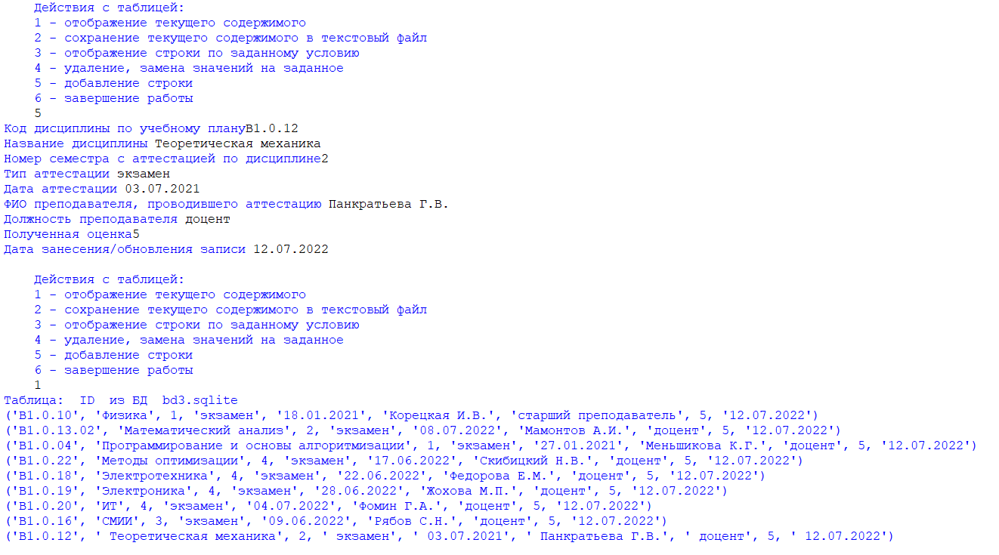 Действия с таблицей:
1 - отображение текущего содержимого
2 - сохранение текущего содержимого в текстовый файл
3 - отображение строки по заданному условию
4 - удаление, замена значений на заданное
5 - добавление строки
6 - завершение работы
5
Код дисциплины по учебному плануВ1.0.12
Название дисциплины Теоретическая механика
Номер семестра с аттестацией по дисциплине2
Тип аттестации экзамен
Дата аттестации 03.07.2021
ФИО преподавателя, проводившего аттестацию Панкратьева Г.В.
Должность преподавателя доцент
Полученная оценка5
Дата занесения/обновления записи 12.07.2022
Действия с таблицей:
1 - отображение текущего содержимого
2 - сохранение текущего содержимого в текстовый файл
3 - отображение строки по заданному условию
4 - удаление, замена значений на заданное
5 - добавление строки
6 - завершение работы
1
Таблица:  ID  из БД  bd3.sqlite
('В1.0.10', 'Физика', 1, 'экзамен', '18.01.2021', 'Корецкая И.В.', 'старший преподаватель', 5, '12.07.2022')
('В1.0.13.02', 'Математический анализ', 2, 'экзамен', '08.07.2022', 'Мамонтов А.И.', 'доцент', 5, '12.07.2022')
('В1.0.04', 'Программирование и основы алгоритмизации', 1, 'экзамен', '27.01.2021', 'Меньшикова К.Г.', 'доцент', 5, '12.07.2022')
('В1.0.22', 'Методы оптимизации', 4, 'экзамен', '17.06.2022', 'Скибицкий Н.В.', 'доцент', 5, '12.07.2022')
('В1.0.18', 'Электротехника', 4, 'экзамен', '22.06.2022', 'Федорова Е.М.', 'доцент', 5, '12.07.2022')
('В1.0.19', 'Электроника', 4, 'экзамен', '28.06.2022', 'Жохова М.П.', 'доцент', 5, '12.07.2022')
('В1.0.20', 'ИТ', 4, 'экзамен', '04.07.2022', 'Фомин Г.А.', 'доцент', 5, '12.07.2022')
('В1.0.16', 'СМИИ', 3, 'экзамен', '09.06.2022', 'Рябов С.Н.', 'доцент', 5, '12.07.2022')
('В1.0.12', ' Теоретическая механика', 2, ' экзамен', ' 03.07.2021', ' Панкратьева Г.В.', ' доцент', 5, ' 12.07.2022')